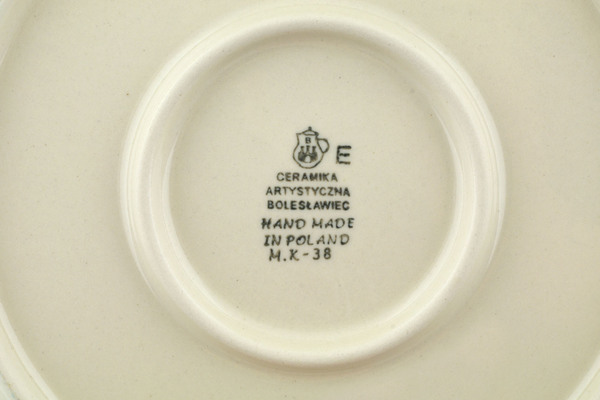 B
E
CERAMIKA
ARTYSTYCZNA
BOLESŁAWIEC
HAND MADE
IN POLAND
M.K-38